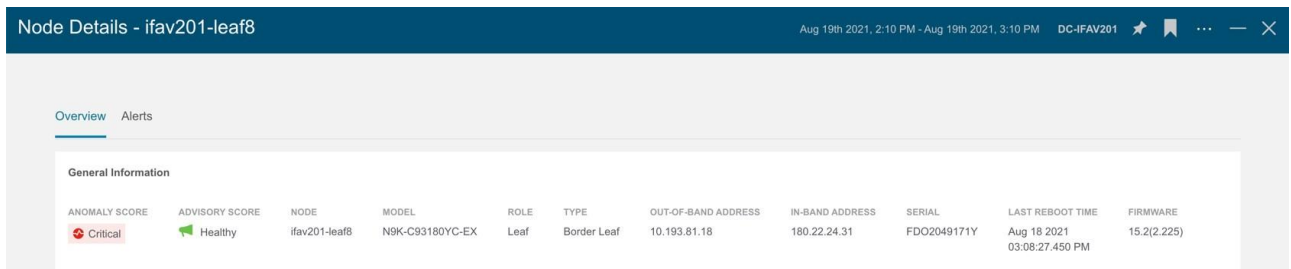 Node Details - ifav201-leaf8
Aug 19th 2021, 2:10 PM - Aug 19th 2021, 3:10 PM DC-IFAV201
Overview Alerts
General Information
ANOMALY SCORE ADVISORY SCORE NODE MODEL ROLE TYPE OUT-OF-BAND ADDRESS IN-BAND ADDRESS SERIAL LAST REBOOT TIME FIRMWARE
Critical Healthy ifav201-leaf8 N9K-C93180YC-EX Leaf Border Leaf 10.193.81.18 180.22.24.31 FDO2049171Y Aug 18 2021 15.2(2.225)
03:08:27.450 PM